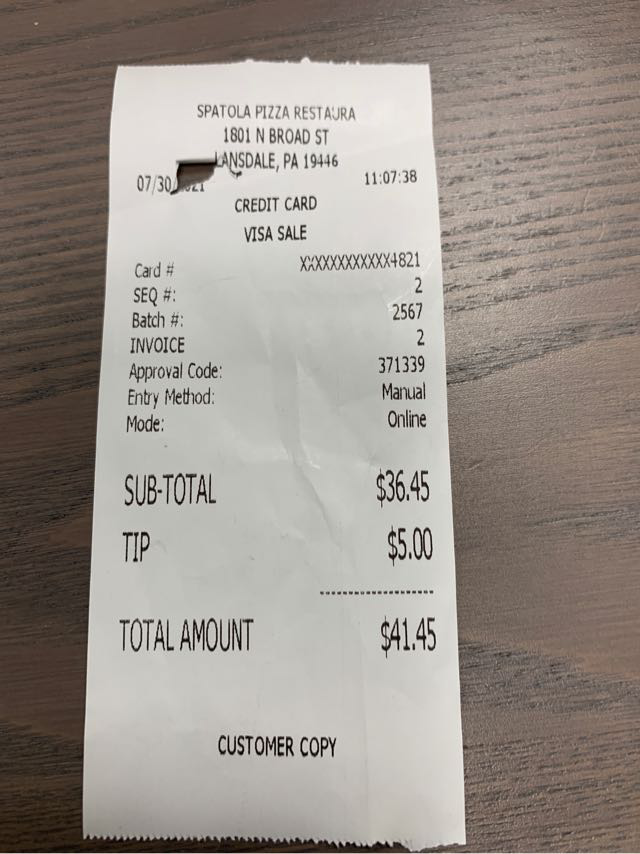 SPATOLA PIZZA RESTAURA
1801 N BROAD ST
LANSDALE, PA 19446
07/30 11:07:38
CREDIT CARD
VISA SALE
Card # XXXXXXXXXXXX4821
SEQ #: 2
Batch #: 2567
INVOICE 2
Approval Code: 371339
Entry Method: Manual
Mode: Online
SUB-TOTAL $36.45
TIP $5.00
--------------------
TOTAL AMOUNT $41.45
CUSTOMER COPY